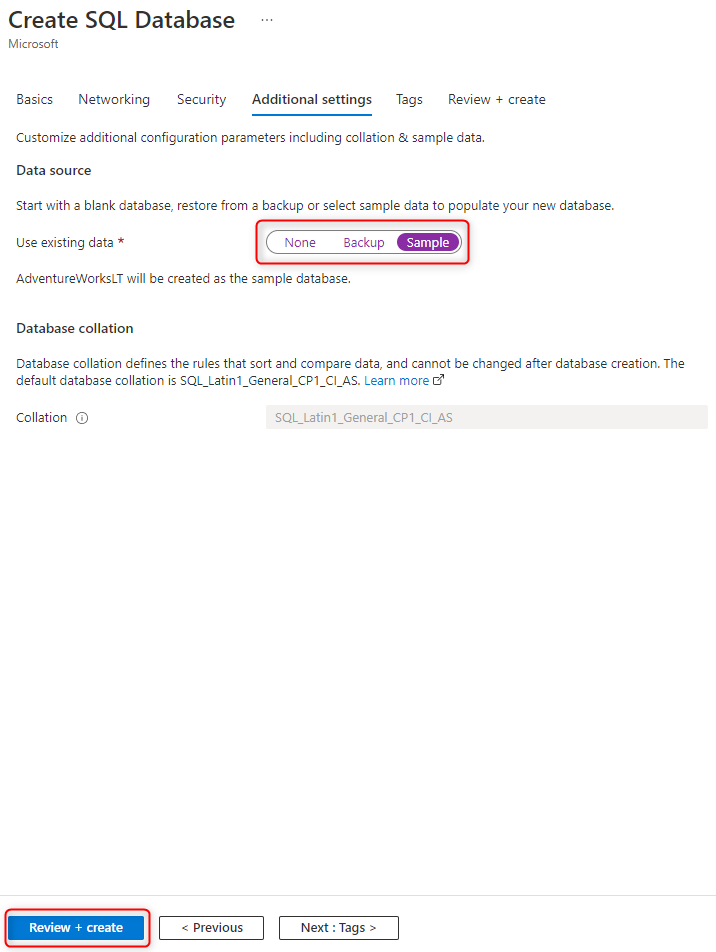 Create SQL Database ...
Microsoft
Basics Networking Security Additional settings Tags Review + create
Customize additional configuration parameters including collation & sample data.
Data source
Start with a blank database, restore from a backup or select sample data to populate your new database.
Use existing data * None Backup Sample
AdventureWorksLT will be created as the sample database.
Database collation
Database collation defines the rules that sort and compare data, and cannot be changed after database creation. The
default database collation is SQL_Latin1_General_CP1_CI_AS. Learn more
Collation SQL_Latin1_General_CP1_CI_AS
Review + create < Previous Next : Tags >